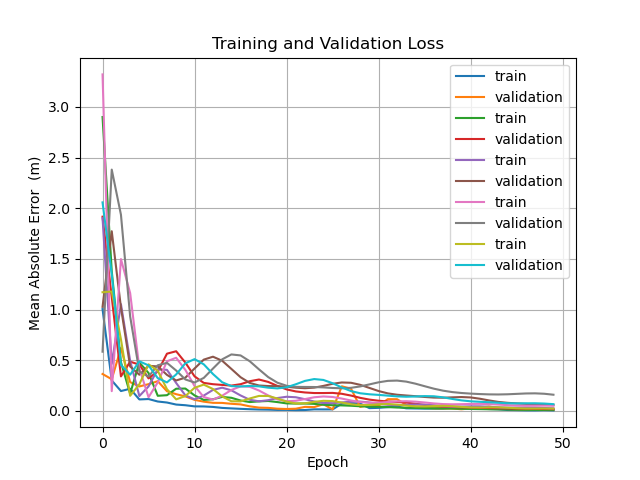 Training and Validation Loss
Mean Absolute Error  (m)
3.0
2.5
2.0
1.5
1.0
0.5
0.0
train
validation
train
validation
train
validation
train
validation
train
validation
0 10 20 30 40 50
Epoch